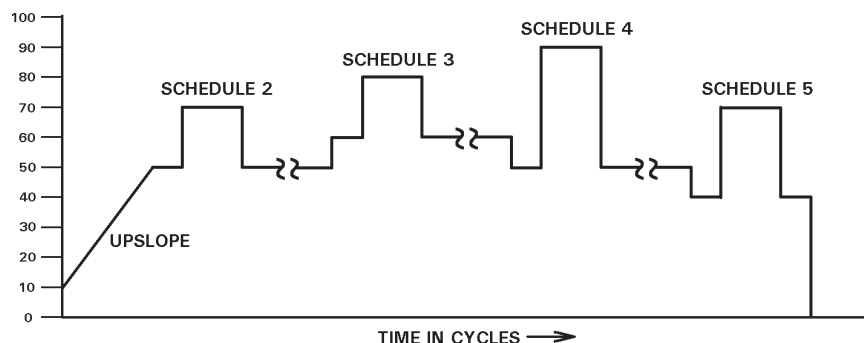 100
90
80
70
60
50
40
30
20
10
0
SCHEDULE 2
SCHEDULE 3
SCHEDULE 4
SCHEDULE 5
UPSLOPE
TIME IN CYCLES